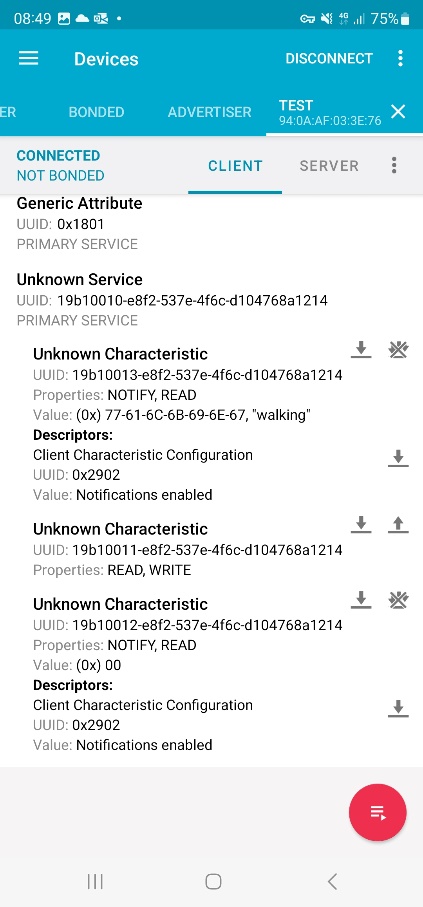 08:49
4G
75%
Devices
DISCONNECT
ER
BONDED
ADVERTISER
TEST
94:0A:AF:03:3E:76
CONNECTED
NOT BONDED
CLIENT
SERVER
Generic Attribute
UUID: 0x1801
PRIMARY SERVICE
Unknown Service
UUID: 19b10010-e8f2-537e-4f6c-d104768a1214
PRIMARY SERVICE
Unknown Characteristic
UUID: 19b10013-e8f2-537e-4f6c-d104768a1214
Properties: NOTIFY, READ
Value: (0x) 77-61-6C-6B-69-6E-67, "walking"
Descriptors:
Client Characteristic Configuration
UUID: 0x2902
Value: Notifications enabled
Unknown Characteristic
UUID: 19b10011-e8f2-537e-4f6c-d104768a1214
Properties: READ, WRITE
Unknown Characteristic
UUID: 19b10012-e8f2-537e-4f6c-d104768a1214
Properties: NOTIFY, READ
Value: (0x) 00
Descriptors:
Client Characteristic Configuration
UUID: 0x2902
Value: Notifications enabled